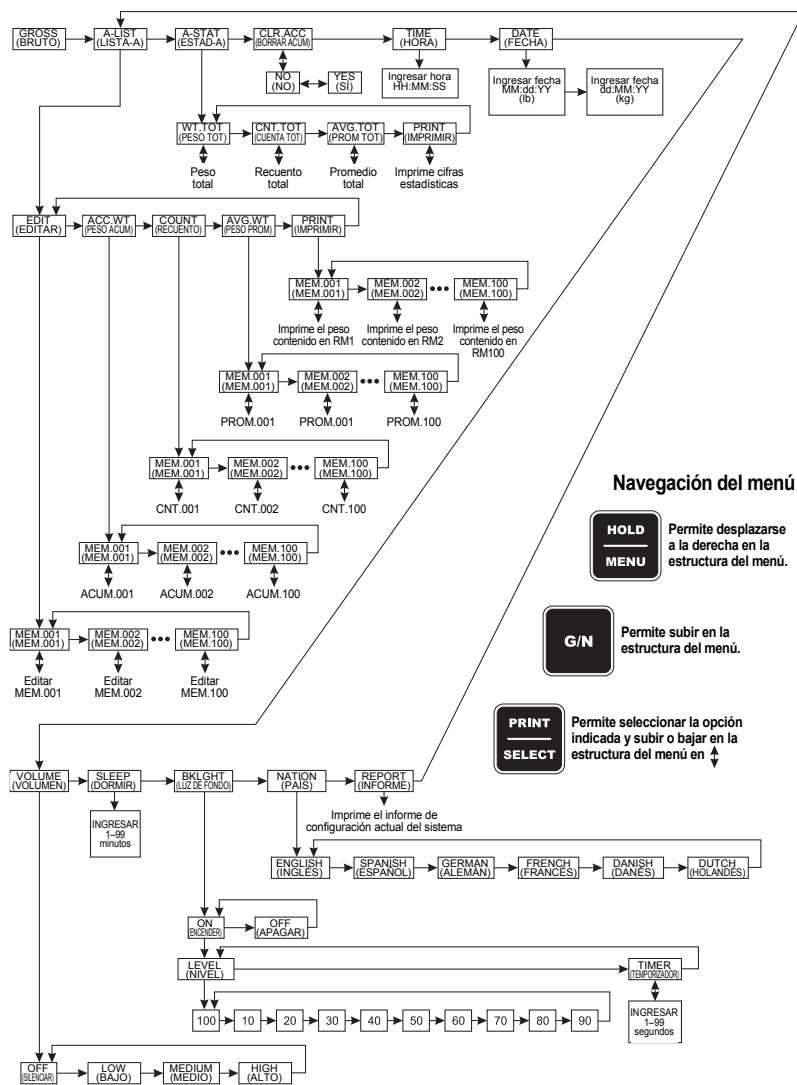 GROSS
(BRUTO)
A-LIST
(LISTA-A)
A-STAT
(ESTAD-A)
CLR.ACC
(BORRAR ACUM)
TIME
(HORA)
DATE
(FECHA)
NO
(NO)
YES
(SÍ)
Ingresar hora
HH:MM:SS
Ingresar fecha
MM:dd:YY
(lb)
Ingresar fecha
dd:MM:YY
(kg)
WT.TOT
(PESO TOT)
CNT.TOT
(CUENTA TOT)
AVG.TOT
(PROM TOT)
PRINT
(IMPRIMIR)
Peso
total
Recuento
total
Promedio
total
Imprime cifras
estadísticas
EDIT
(EDITAR)
ACC.WT
(PESO ACUM)
COUNT
(RECUENTO)
AVG.WT
(PESO PROM)
PRINT
(IMPRIMIR)
MEM.001
(MEM.001)
MEM.002
(MEM.002)
•••
MEM.100
(MEM.100)
Imprime el peso
contenido en RM1
Imprime el peso
contenido en RM2
Imprime el peso
contenido en
RM100
MEM.001
(MEM.001)
MEM.002
(MEM.002)
•••
MEM.100
(MEM.100)
PROM.001
PROM.001
PROM.100
MEM.001
(MEM.001)
MEM.002
(MEM.002)
•••
MEM.100
(MEM.100)
CNT.001
CNT.002
CNT.100
MEM.001
(MEM.001)
MEM.002
(MEM.002)
•••
MEM.100
(MEM.100)
ACUM.001
ACUM.002
ACUM.100
MEM.001
(MEM.001)
MEM.002
(MEM.002)
•••
MEM.100
(MEM.100)
Editar
MEM.001
Editar
MEM.002
Editar
MEM.100
Navegación del menú
HOLD
MENU
Permite desplazarse
a la derecha en la
estructura del menú.
G/N
Permite subir en la
estructura del menú.
PRINT
SELECT
Permite seleccionar la opción
indicada y subir o bajar en la
estructura del menú en
VOLUME
(VOLUMEN)
SLEEP
(DORMIR)
BKLGHT
(LUZ DE FONDO)
NATION
(PAÍS)
REPORT
(INFORME)
INGRESAR
1–99
minutos
Imprime el informe de
configuración actual del sistema
ENGLISH
(INGLÉS)
SPANISH
(ESPAÑOL)
GERMAN
(ALEMÁN)
FRENCH
(FRANCÉS)
DANISH
(DANÉS)
DUTCH
(HOLANDÉS)
ON
(ENCENDER)
OFF
(APAGAR)
LEVEL
(NIVEL)
TIMER
(TEMPORIZADOR)
100
10
20
30
40
50
60
70
80
90
INGRESAR
1–99
segundos
OFF
(SILENCIAR)
LOW
(BAJO)
MEDIUM
(MEDIO)
HIGH
(ALTO)